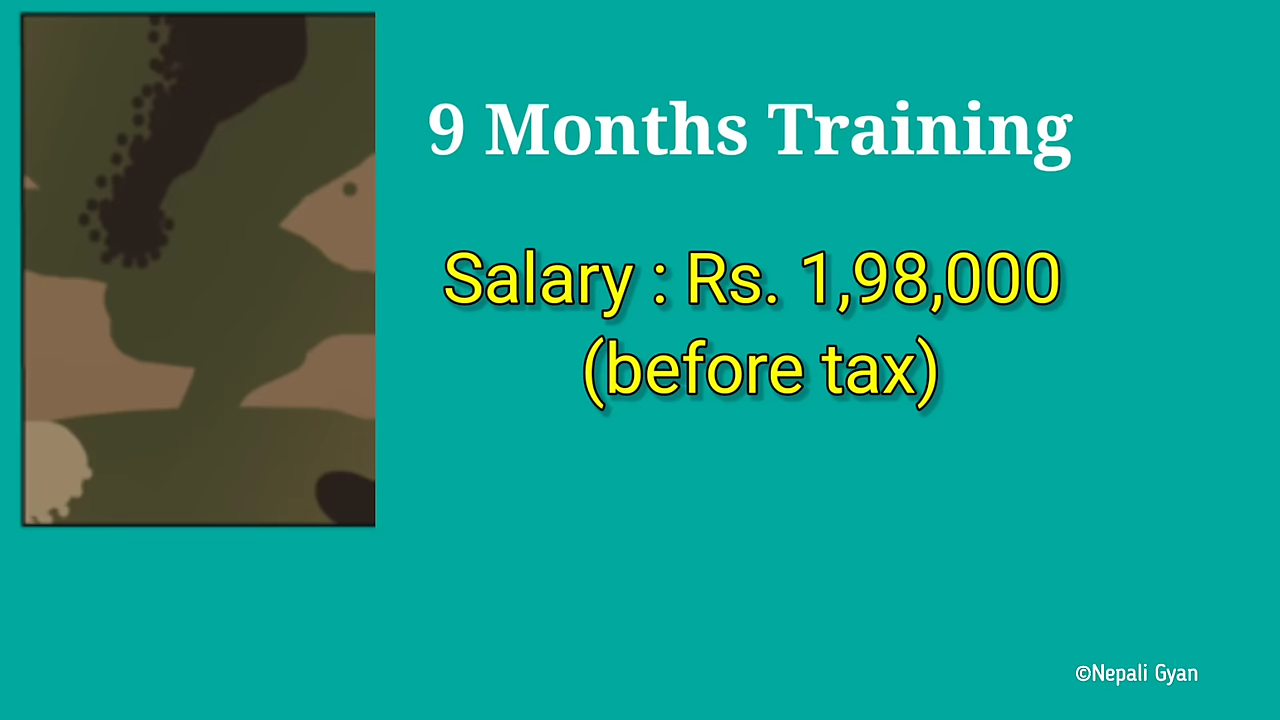 9 Months Training
Salary : Rs. 1,98,000
(before tax)
©Nepali Gyan